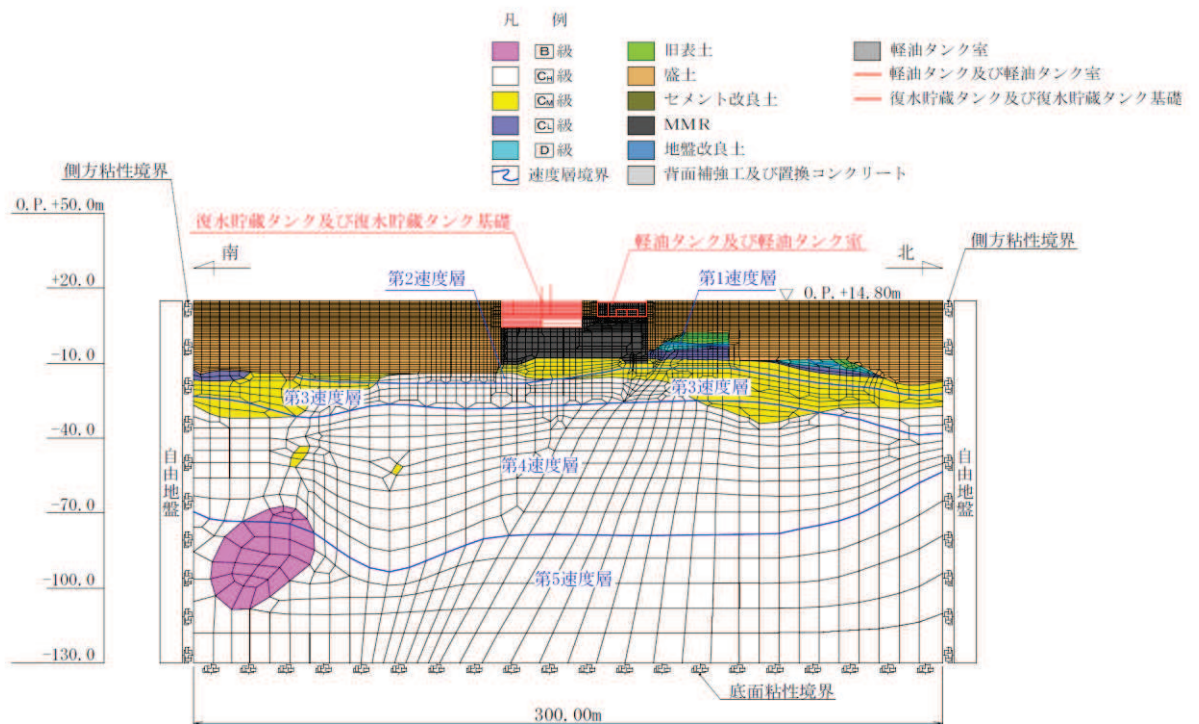 凡 例
B 級
CH 級
CM 級
CL 級
D 級
速度層境界
旧表土
盛土
セメント改良土
MMR
地盤改良土
背面補強工及び置換コンクリート
軽油タンク室
軽油タンク及び軽油タンク室
復水貯蔵タンク及び復水貯蔵タンク基礎
側方粘性境界
O.P.+50.0m
復水貯蔵タンク及び復水貯蔵タンク基礎
軽油タンク及び軽油タンク室
側方粘性境界
南
北
第2速度層
第1速度層
+20.0
O.P.+14.80m
-10.0
第3速度層
第3速度層
-40.0
第4速度層
自由地盤
自由地盤
-70.0
第5速度層
-100.0
-130.0
底面粘性境界
300.00m